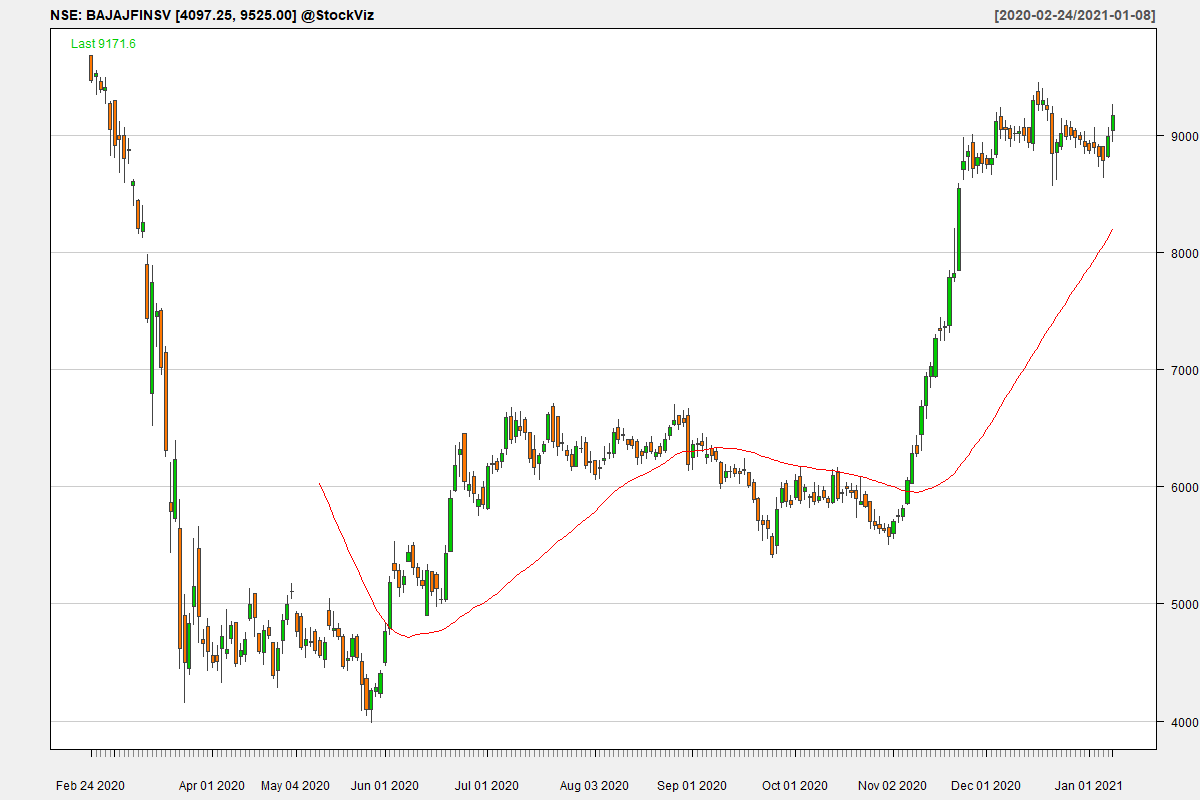 NSE: BAJAJFINSV [4097.25, 9525.00] @StockViz
[2020-02-24/2021-01-08]
Last 9171.6
9000
8000
7000
6000
5000
4000
Feb 24 2020
Apr 01 2020
May 04 2020
Jun 01 2020
Jul 01 2020
Aug 03 2020
Sep 01 2020
Oct 01 2020
Nov 02 2020
Dec 01 2020
Jan 01 2021